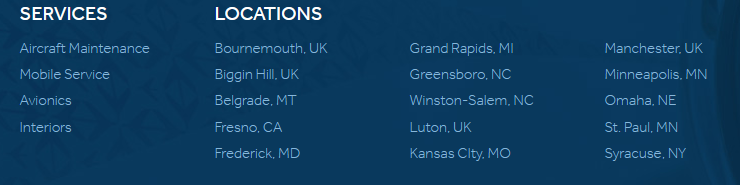 SERVICES
Aircraft Maintenance
Mobile Service
Avionics
Interiors
LOCATIONS
Bournemouth, UK
Biggin Hill, UK
Belgrade, MT
Fresno, CA
Frederick, MD
Grand Rapids, MI
Greensboro, NC
Winston-Salem, NC
Luton, UK
Kansas CIty, MO
Manchester, UK
Minneapolis, MN
Omaha, NE
St. Paul, MN
Syracuse, NY